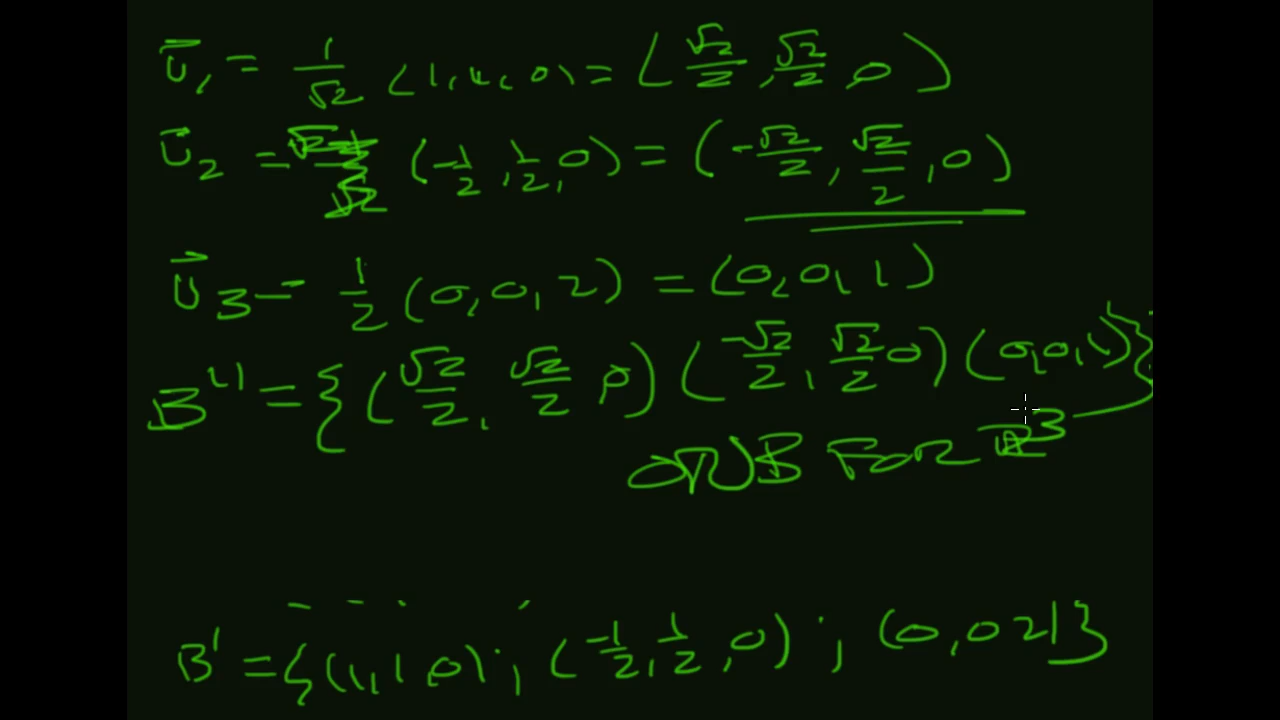 u⃗₁ = 1/√2 (1, 1, 0) = (√2/2, √2/2, 0)
u⃗₂ = (-1/2, 1/2, 0) = (-√2/2, √2/2, 0)
u⃗₃ = 1/2 (0, 0, 2) = (0, 0, 1)
B'' = {(√2/2, √2/2, 0) (-√2/2, √2/2 0) (0, 0, 1)}
ONB FOR ℝ³
B' = {(1, 1 0); (-1/2, 1/2, 0); (0, 0 2)}